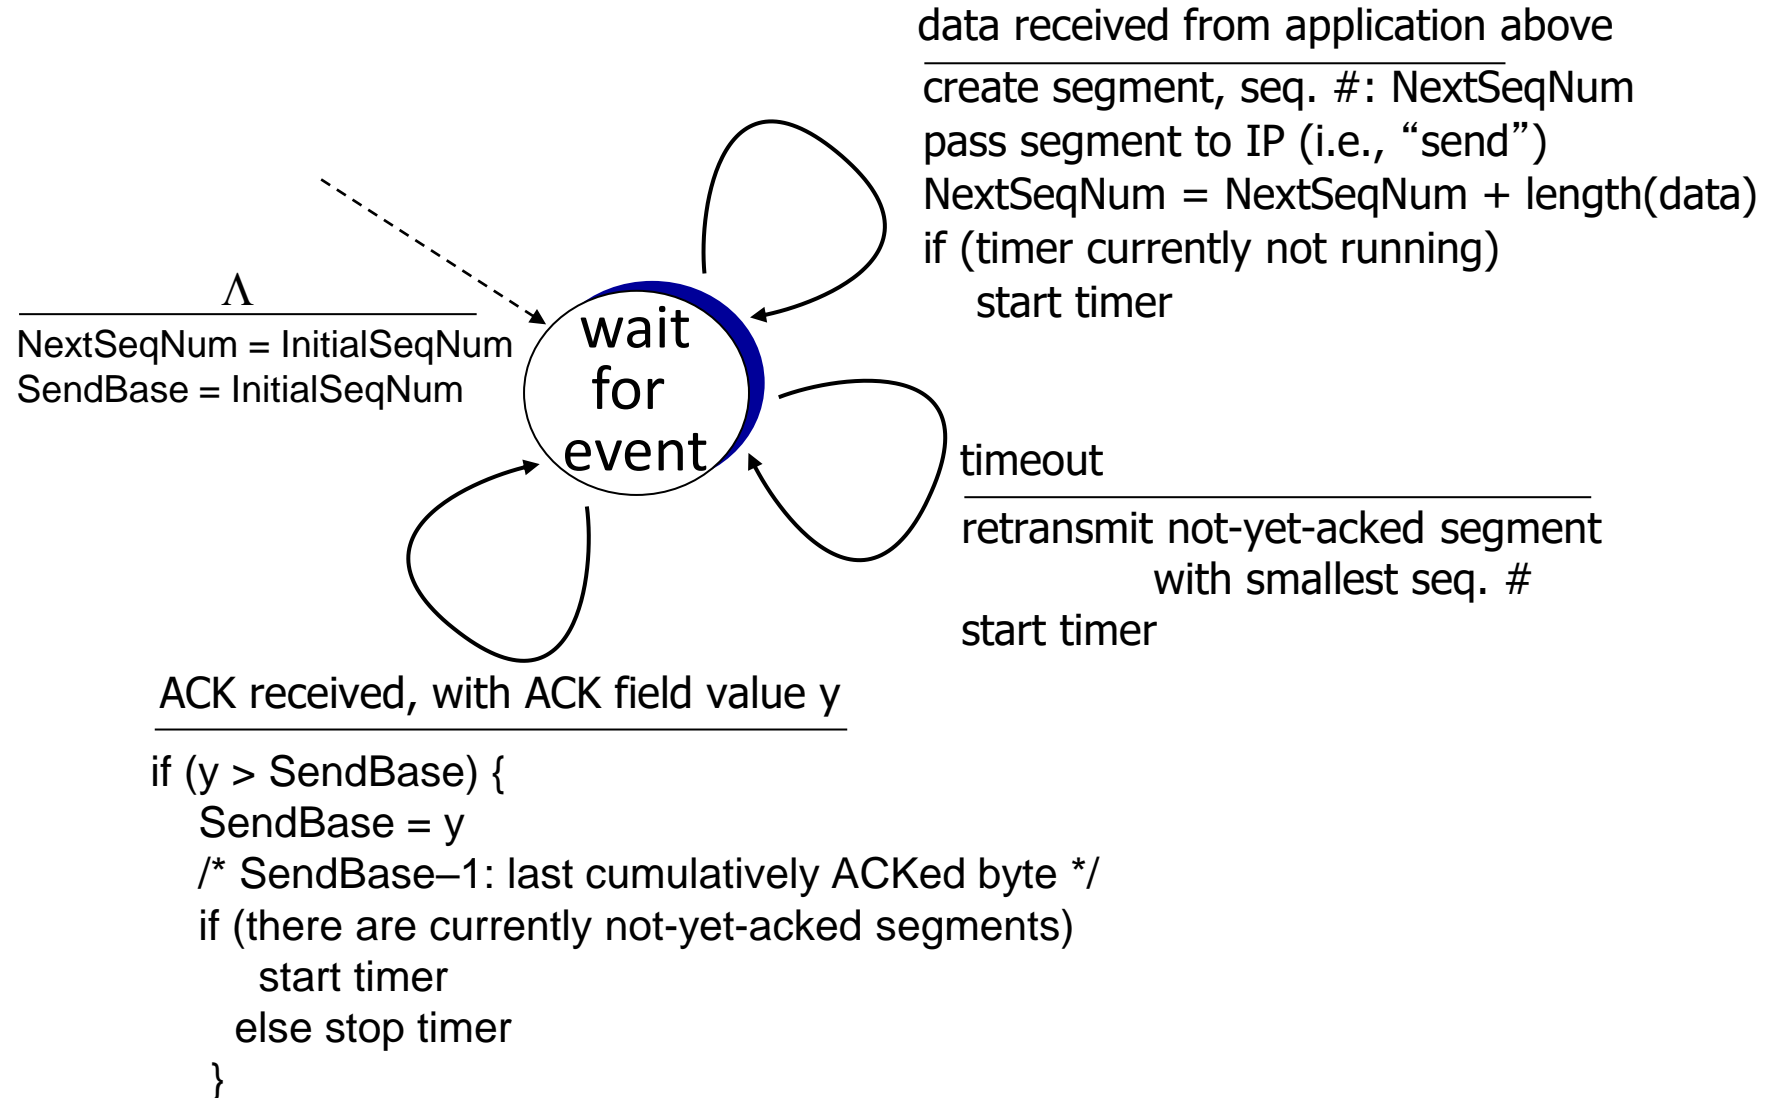 data received from application above
create segment, seq. #: NextSeqNum
pass segment to IP (i.e., “send”)
NextSeqNum = NextSeqNum + length(data)
if (timer currently not running)
start timer
Λ
NextSeqNum = InitialSeqNum
SendBase = InitialSeqNum
wait
for
event
timeout
retransmit not-yet-acked segment
with smallest seq. #
start timer
ACK received, with ACK field value y
if (y > SendBase) {
SendBase = y
/* SendBase–1: last cumulatively ACKed byte */
if (there are currently not-yet-acked segments)
start timer
else stop timer
}